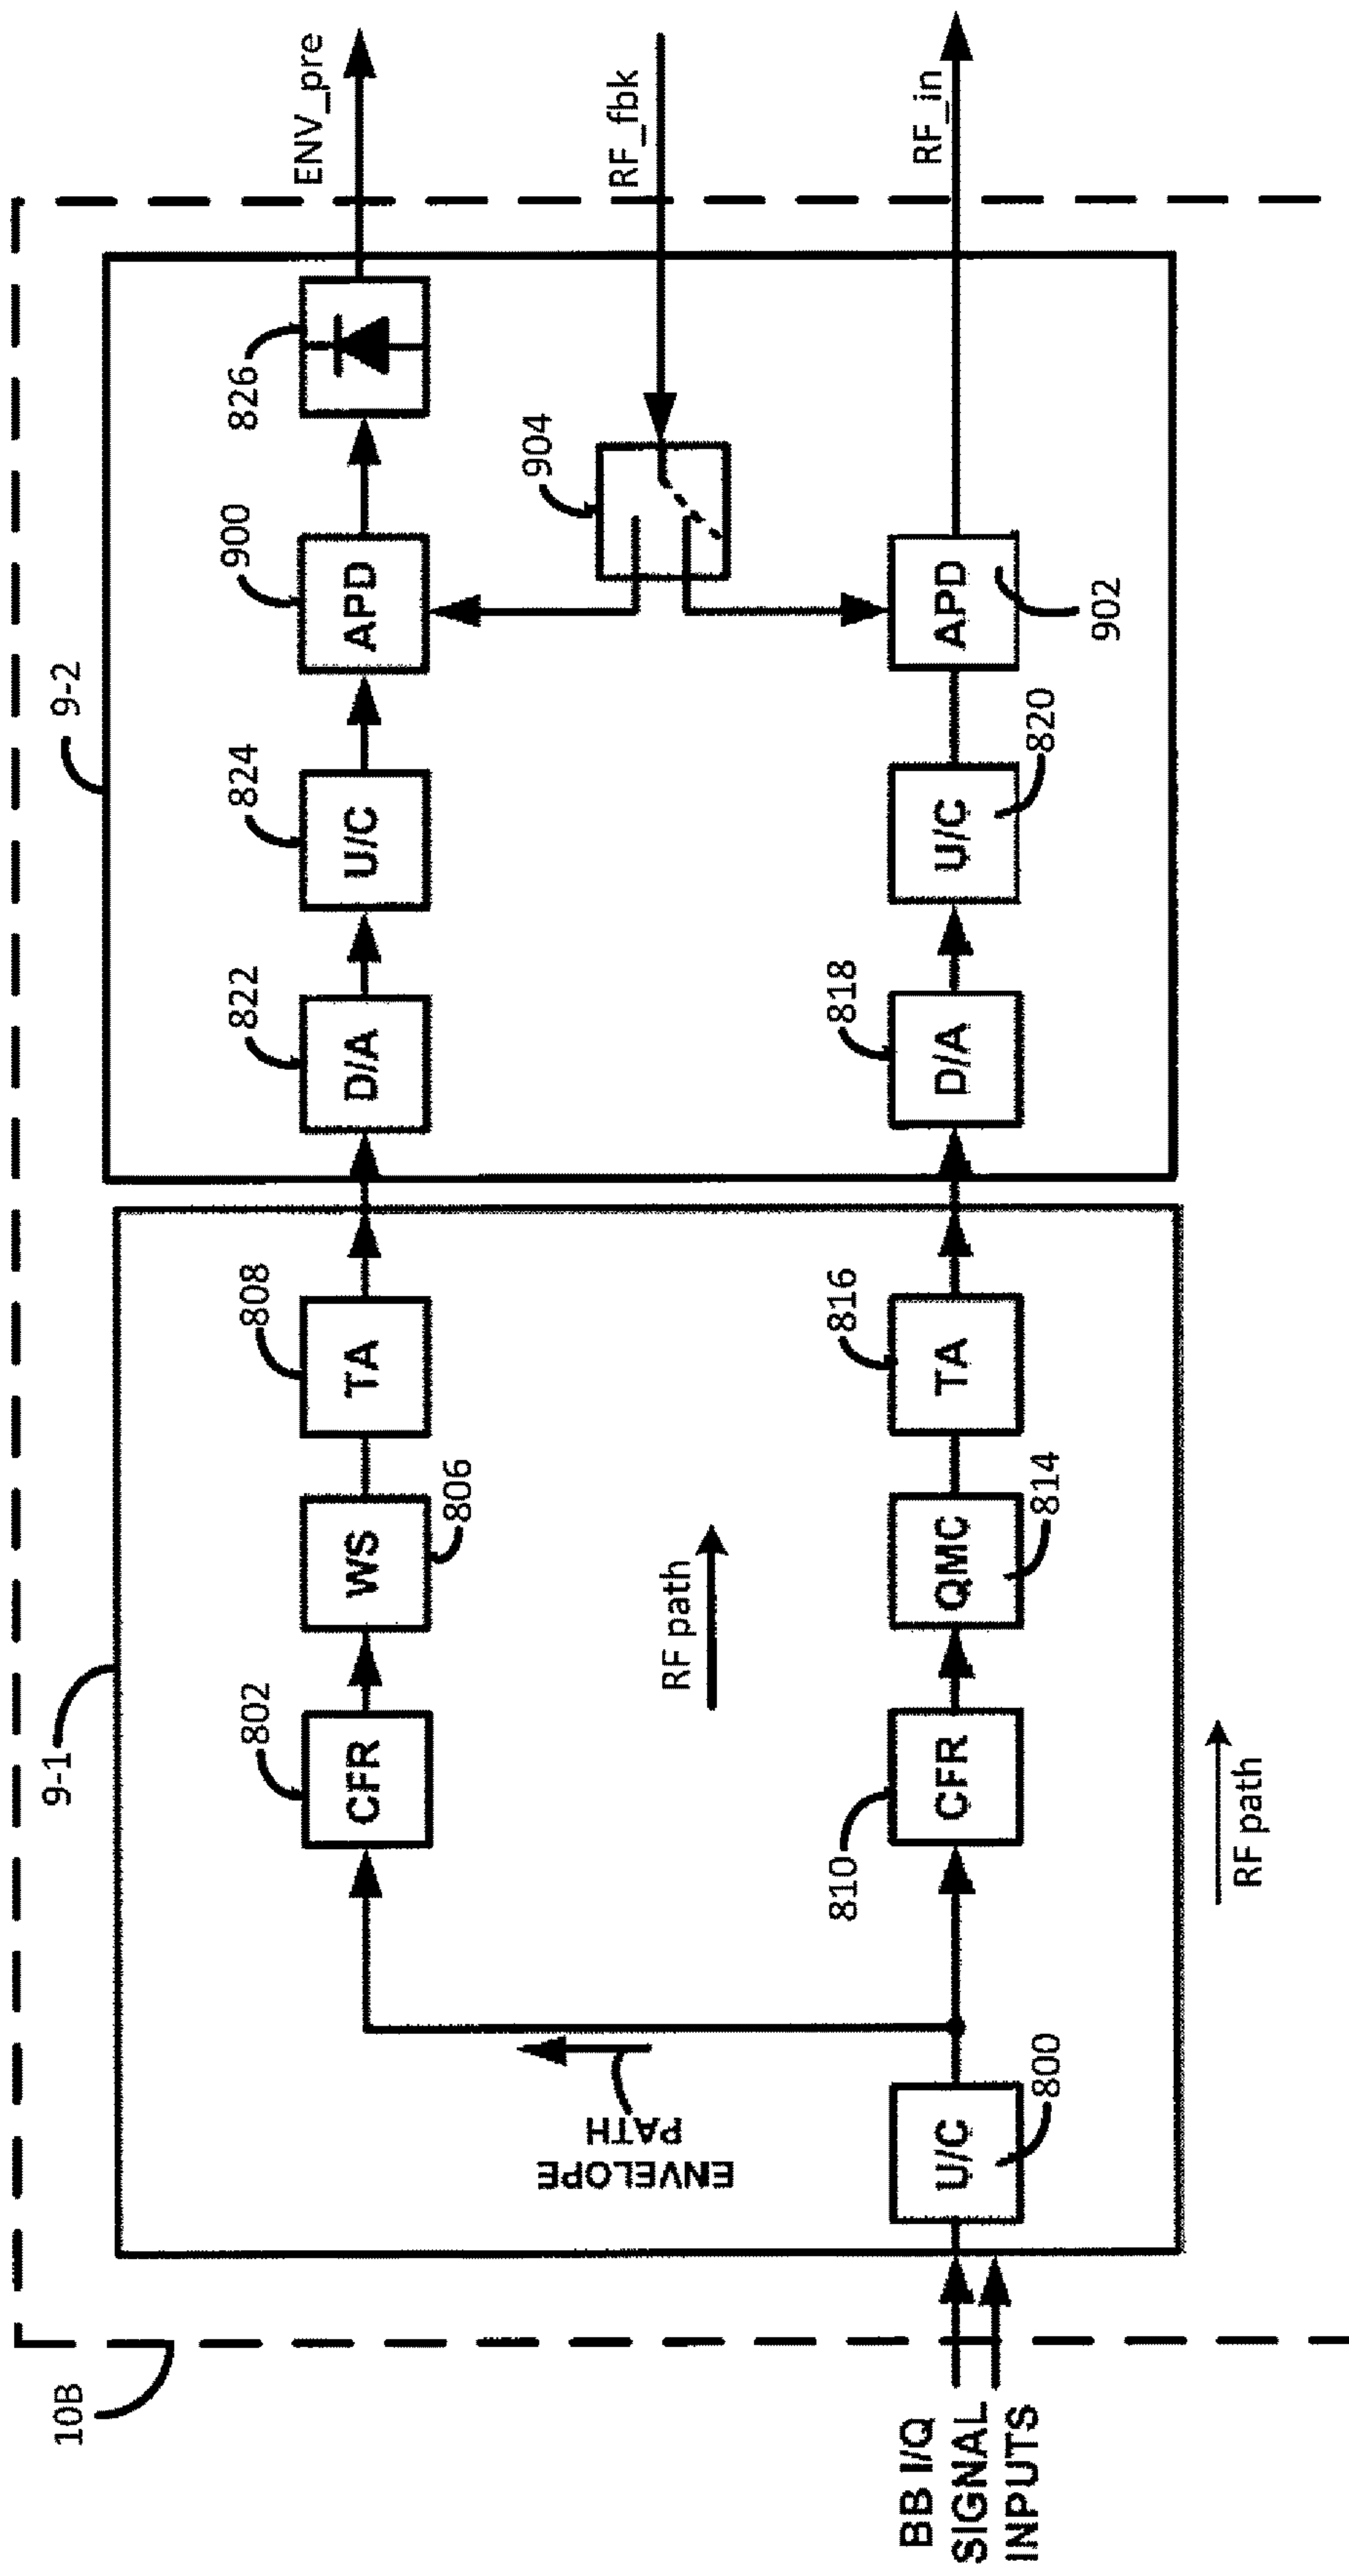 10B
9-1
9-2
802
CFR
WS
806
808
TA
822
D/A
824
U/C
900
APD
826
ENV_pre
904
RF_fbk
ENVELOPE
PATH
RF path
BB I/Q
SIGNAL
INPUTS
U/C
800
810
CFR
QMC
814
816
TA
818
D/A
U/C
820
APD
902
RF_in
RF path